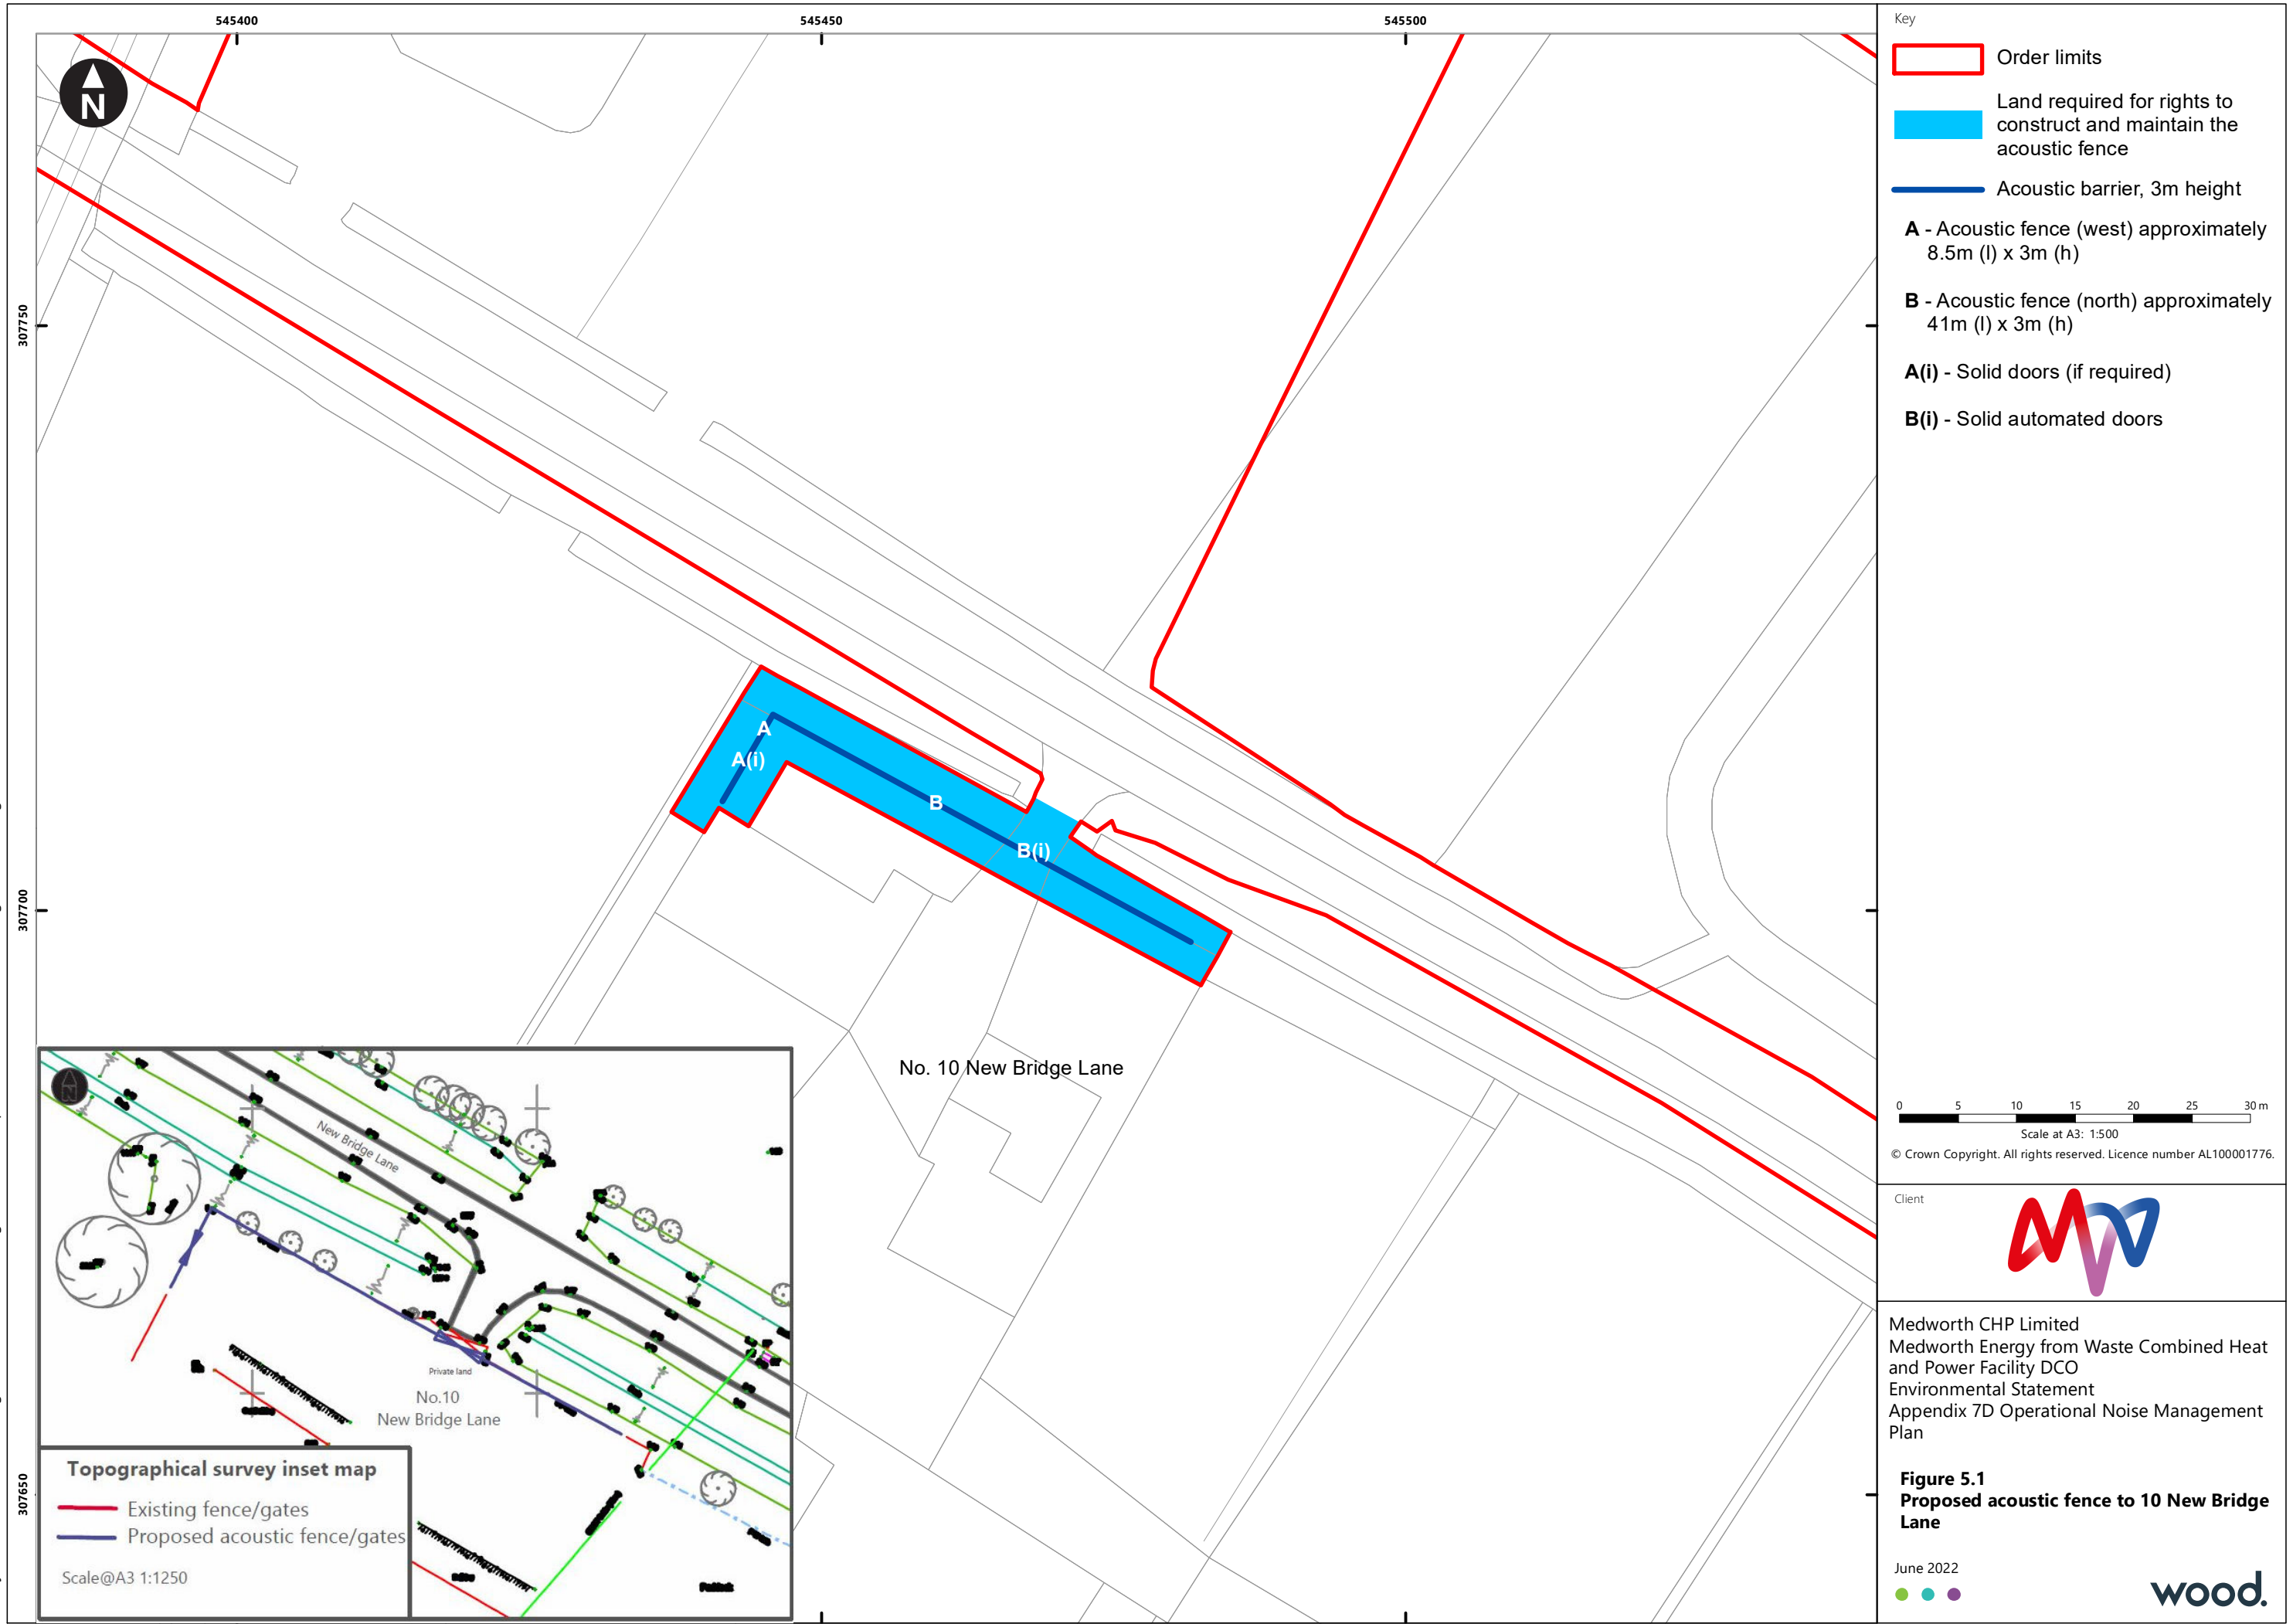 545400
545450
545500
307750
307700
307650
N
A
A(i)
B
B(i)
No. 10 New Bridge Lane
N
New Bridge Lane
Private land
No.10
New Bridge Lane
Topographical survey inset map
Existing fence/gates
Proposed acoustic fence/gates
Scale@A3 1:1250
Key
Order limits
Land required for rights to
construct and maintain the
acoustic fence
Acoustic barrier, 3m height
A - Acoustic fence (west) approximately
8.5m (l) x 3m (h)
B - Acoustic fence (north) approximately
41m (l) x 3m (h)
A(i) - Solid doors (if required)
B(i) - Solid automated doors
0 5 10 15 20 25 30 m
Scale at A3: 1:500
© Crown Copyright. All rights reserved. Licence number AL100001776.
Client
Medworth CHP Limited
Medworth Energy from Waste Combined Heat
and Power Facility DCO
Environmental Statement
Appendix 7D Operational Noise Management
Plan
Figure 5.1
Proposed acoustic fence to 10 New Bridge
Lane
June 2022
wood.